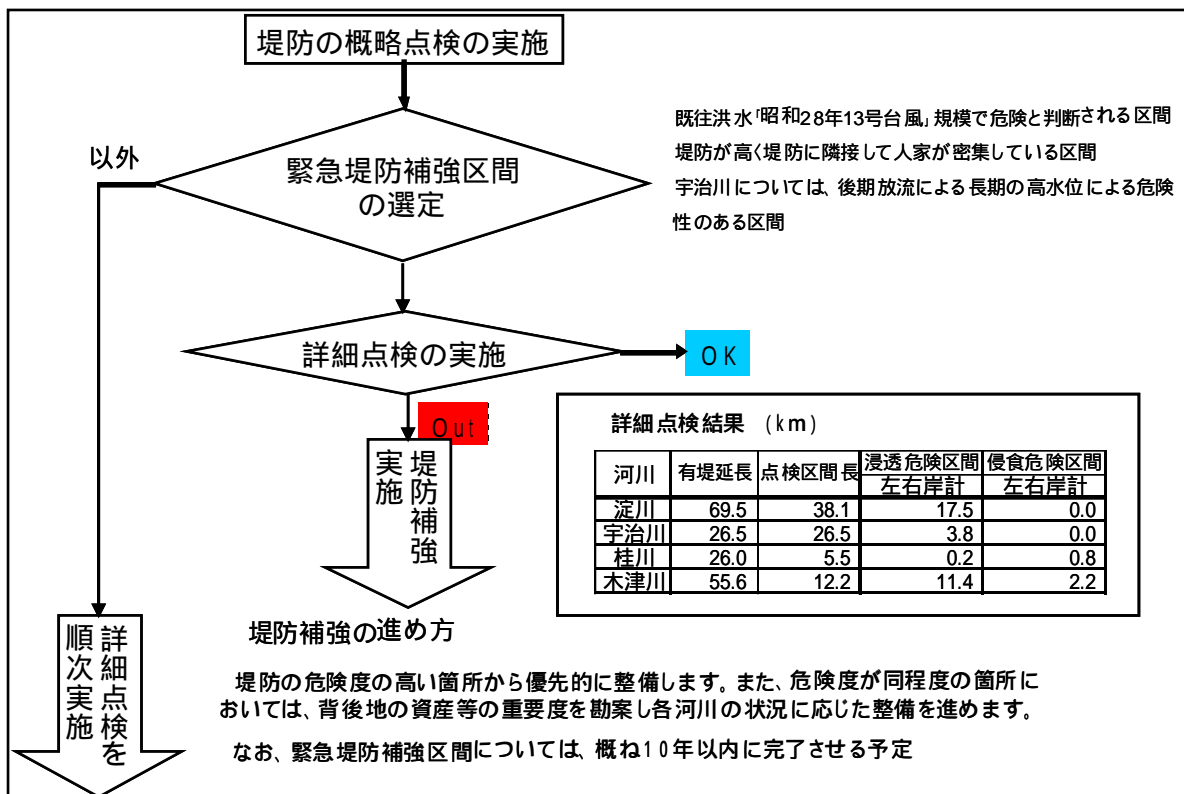 堤防の概略点検の実施
既往洪水｢昭和28年13号台風｣規模で危険と判断される区間
堤防が高く堤防に隣接して人家が密集している区間
宇治川については、後期放流による長期の高水位による危険
性のある区間
以外
緊急堤防補強区間
の選定
詳細点検の実施
OK
Out
堤防補強
実施
詳細点検結果 (km)
河川 有堤延長 点検区間長 浸透危険区間 侵食危険区間
左右岸計 左右岸計
淀川 69.5 38.1 17.5 0.0
宇治川 26.5 26.5 3.8 0.0
桂川 26.0 5.5 0.2 0.8
木津川 55.6 12.2 11.4 2.2
詳細点検を
順次実施
堤防補強の進め方
堤防の危険度の高い箇所から優先的に整備します。また、危険度が同程度の箇所に
おいては、背後地の資産等の重要度を勘案し各河川の状況に応じた整備を進めます。
なお、緊急堤防補強区間については、概ね10年以内に完了させる予定